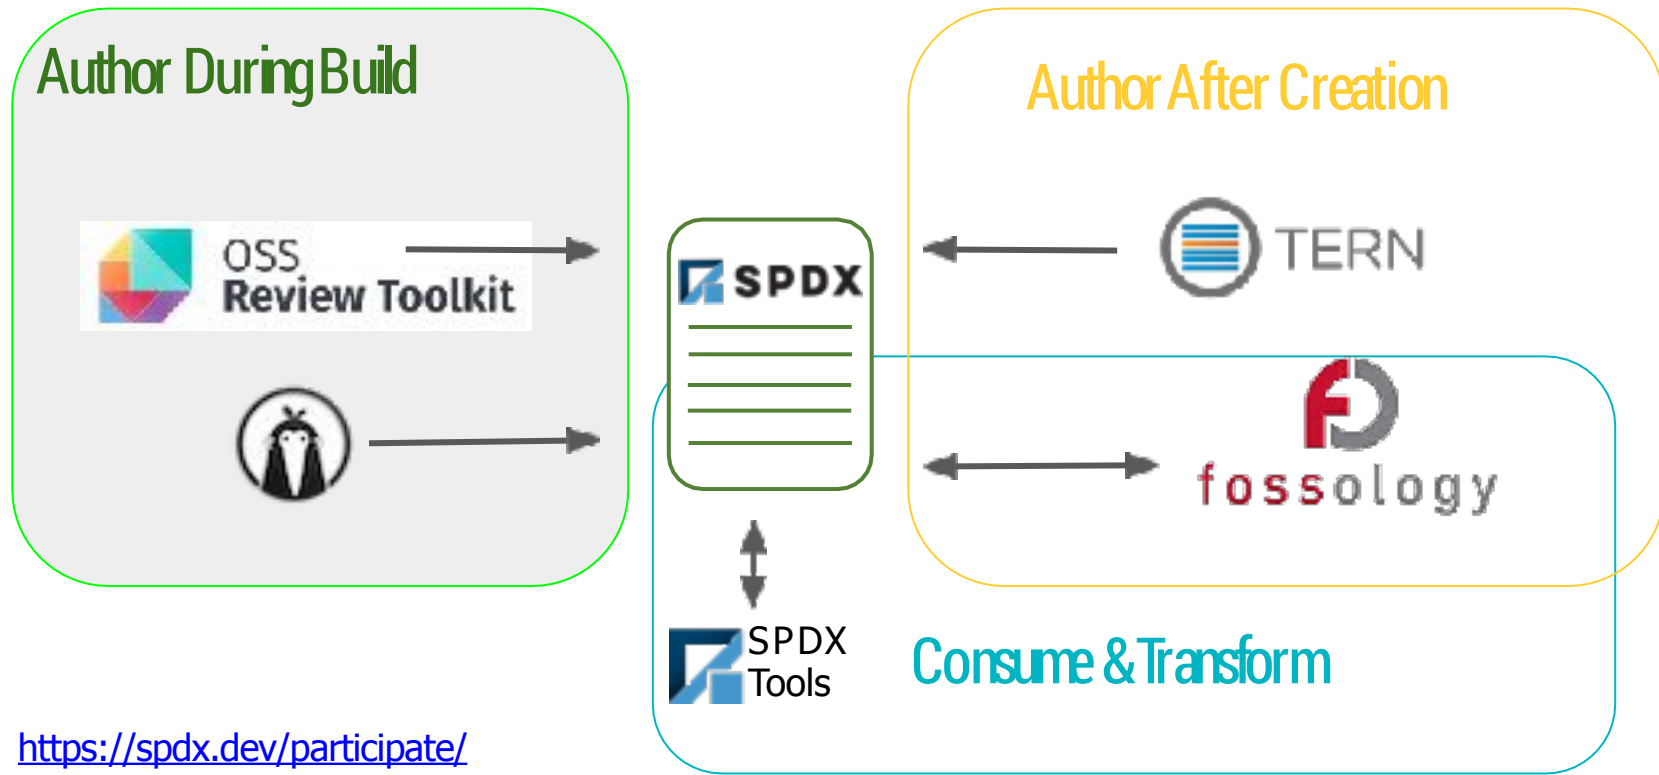 Author During Build
Author After Creation
OSS
Review Toolkit
SPDX
TERN
fossology
SPDX
Tools
Consume & Transform
https://spdx.dev/participate/